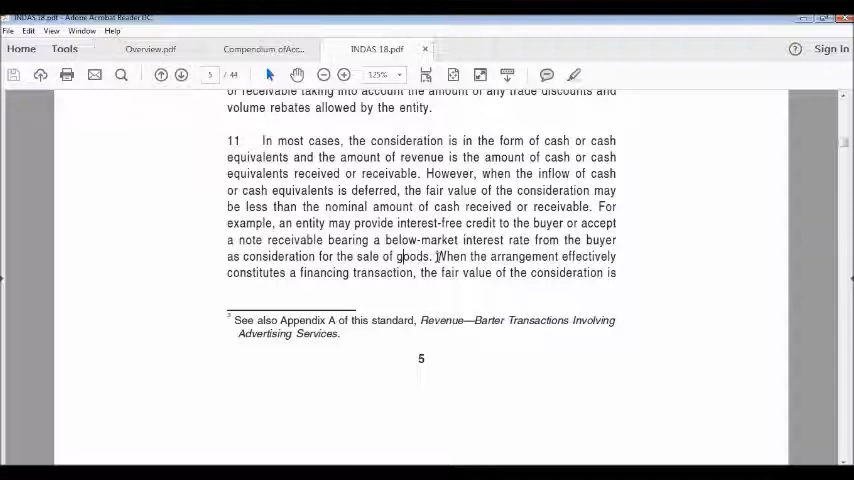 INDAS 18.pdf - Adobe Acrobat Reader DC
File Edit View Window Help
Home Tools Overview.pdf Compendium ofAcc... INDAS 18.pdf × ? Sign In
5 / 44 125%
or receivable taking into account the amount of any trade discounts and
volume rebates allowed by the entity.
11 In most cases, the consideration is in the form of cash or cash
equivalents and the amount of revenue is the amount of cash or cash
equivalents received or receivable. However, when the inflow of cash
or cash equivalents is deferred, the fair value of the consideration may
be less than the nominal amount of cash received or receivable. For
example, an entity may provide interest-free credit to the buyer or accept
a note receivable bearing a below-market interest rate from the buyer
as consideration for the sale of goods. When the arrangement effectively
constitutes a financing transaction, the fair value of the consideration is
3 See also Appendix A of this standard, Revenue—Barter Transactions Involving
Advertising Services.
5